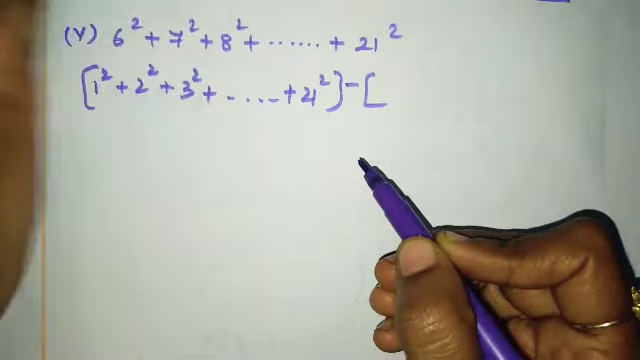 (V) 6² + 7² + 8² + ...... + 21²
[1² + 2² + 3² + ..... + 21²] - [